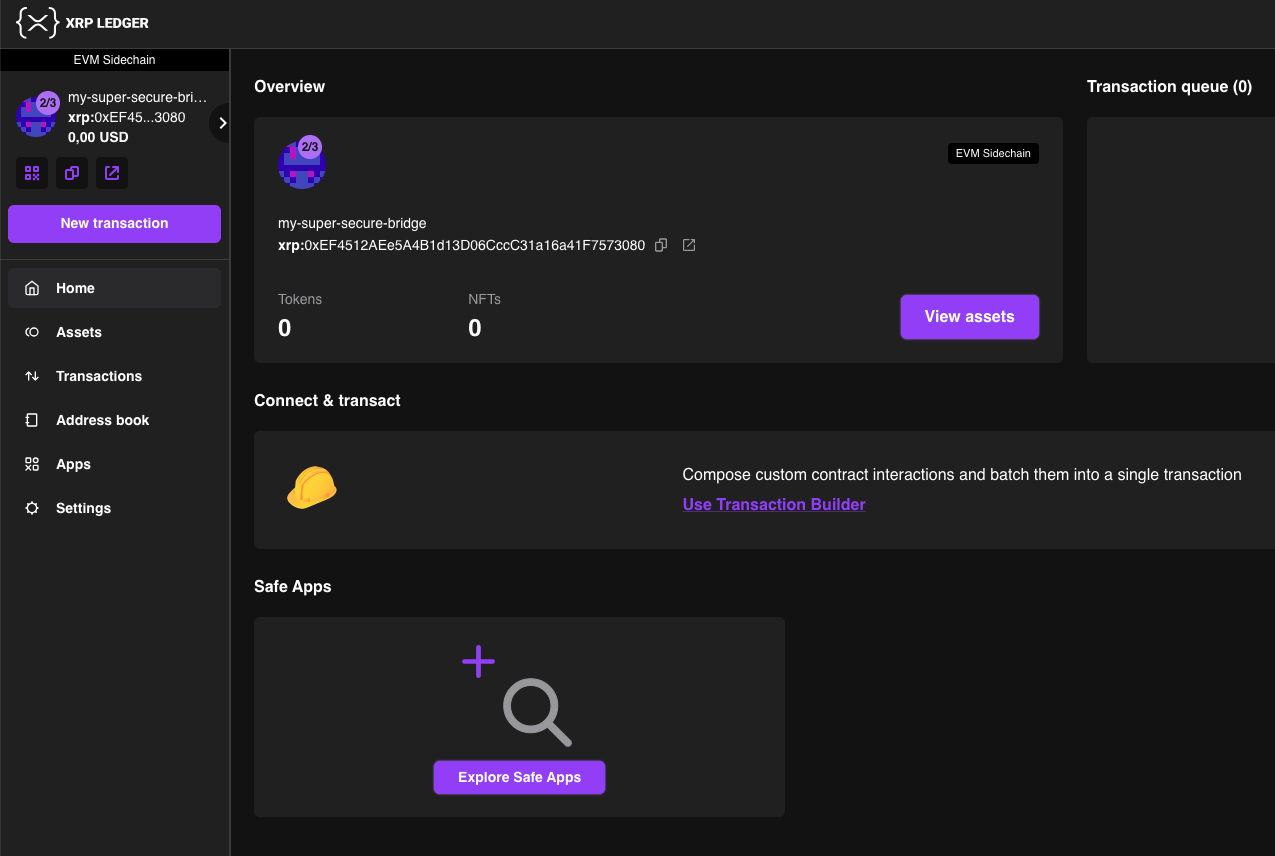 XRP LEDGER
EVM Sidechain
2/3
my-super-secure-bri...
xrp:0xEF45...3080
0,00 USD
New transaction
Home
Assets
Transactions
Address book
Apps
Settings
Overview
2/3
EVM Sidechain
my-super-secure-bridge
xrp:0xEF4512AEe5A4B1d13D06CccC31a16a41F7573080
Tokens
NFTs
0
0
View assets
Transaction queue (0)
Connect & transact
Compose custom contract interactions and batch them into a single transaction
Use Transaction Builder
Safe Apps
Explore Safe Apps